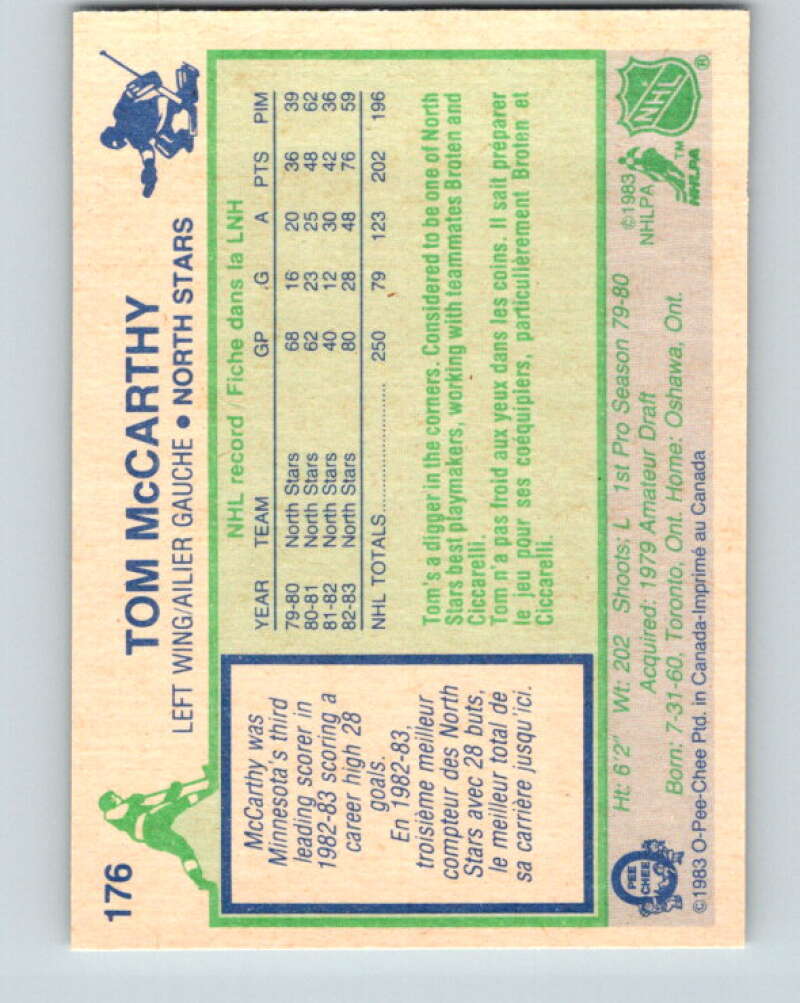 176
TOM McCARTHY
LEFT WING/AILIER GAUCHE • NORTH STARS
McCarthy was
Minnesota's third
leading scorer in
1982-83 scoring a
career high 28
goals.
En 1982-83,
troisième meilleur
compteur des North
Stars avec 28 buts,
le meilleur total de
sa carrière jusqu'ici.
NHL record Fiche dans la LNH
YEAR TEAM GP .G A PTS PIM
79-80 North Stars 68 16 20 36 39
80-81 North Stars 62 23 25 48 62
81-82 North Stars 40 12 30 42 36
82-83 North Stars 80 28 48 76 59
NHL TOTALS.................... 250 79 123 202 196
Tom's a digger in the corners. Considered to be one of North
Stars best playmakers, working with teammates Broten and
Ciccarelli.
Tom n'a pas froid aux yeux dans les coins. Il sait préparer
le jeu pour ses coéquipiers, particulièrement Broten et
Ciccarelli.
Ht: 6'2" Wt: 202 Shoots; L 1st Pro Season 79-80
Acquired: 1979 Amateur Draft
Born: 7-31-60, Toronto, Ont. Home: Oshawa, Ont.
©1983
NHLPA
NHLPA
TM
NHL
®
O
PEE
CHEE
©1983 O-Pee-Chee Ptd. in Canada-Imprimé au Canada